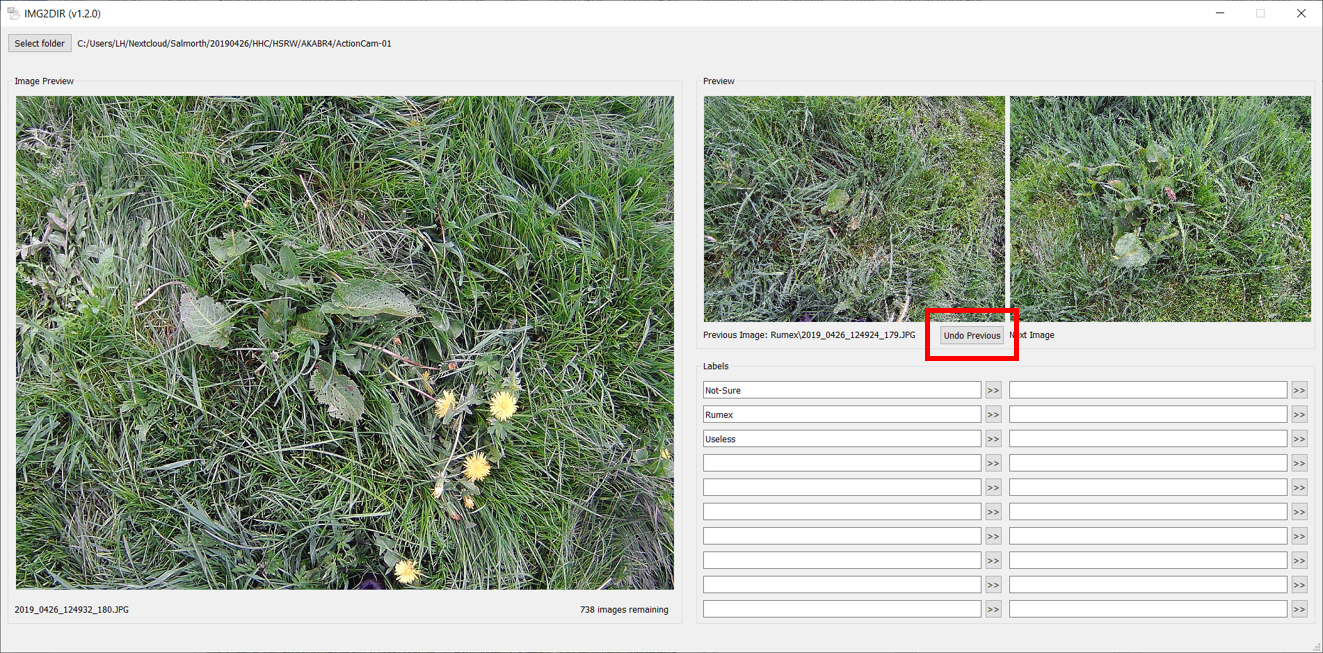 IMG2DIR (v1.2.0)
Select folder C:/Users/LH/Nextcloud/Salmorth/20190426/HHC/HSRW/AKABR4/ActionCam-01
Image Preview
2019_0426_124932_180.JPG 738 images remaining
Preview
Previous Image: Rumex\2019_0426_124924_179.JPG Undo Previous Image
Labels
Not-Sure >> >>
Rumex >> >>
Useless >> >>
>> >>
>> >>
>> >>
>> >>
>> >>
>> >>
>> >>